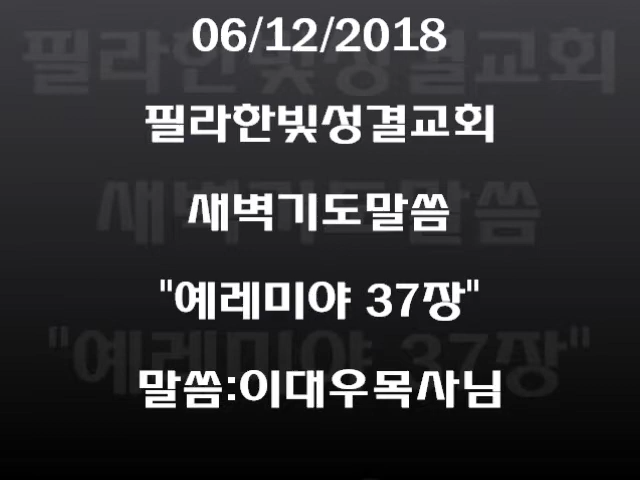 06/12/2018
필라한빛성결교회
새벽기도말씀
"예레미야 37장"
말씀:이대우목사님